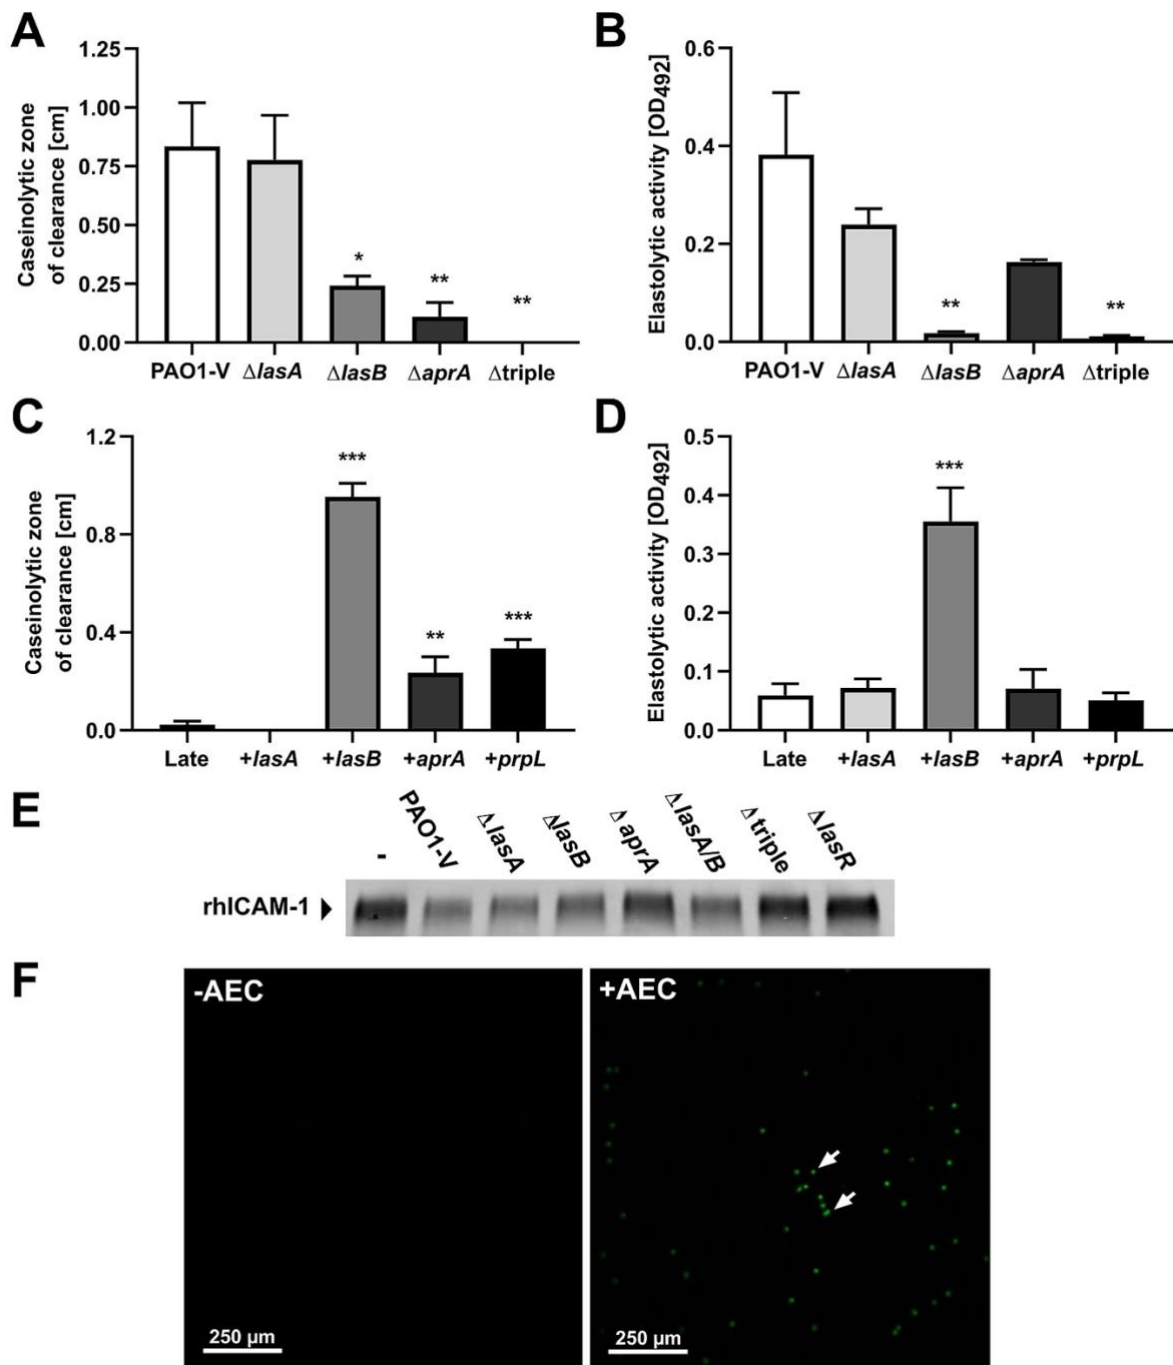 A
Caseinolytic zone
of clearance [cm]
1.25
1.00
0.75
0.50
0.25
0.00
*
**
**
PAO1-V ΔlasA ΔlasB ΔaprA Δtriple
B
Elastolytic activity [OD492]
0.6
0.4
0.2
0.0
**
**
PAO1-V ΔlasA ΔlasB ΔaprA Δtriple
C
Caseinolytic zone
of clearance [cm]
1.2
0.8
0.4
0.0
***
**
***
Late +lasA +lasB +aprA +prpL
D
Elastolytic activity [OD492]
0.5
0.4
0.3
0.2
0.1
0.0
***
Late +lasA +lasB +aprA +prpL
E
- PAO1-V ΔlasA ΔlasB ΔaprA ΔlasA/B Δtriple ΔlasR
rhICAM-1
F
-AEC
250 µm
+AEC
250 µm